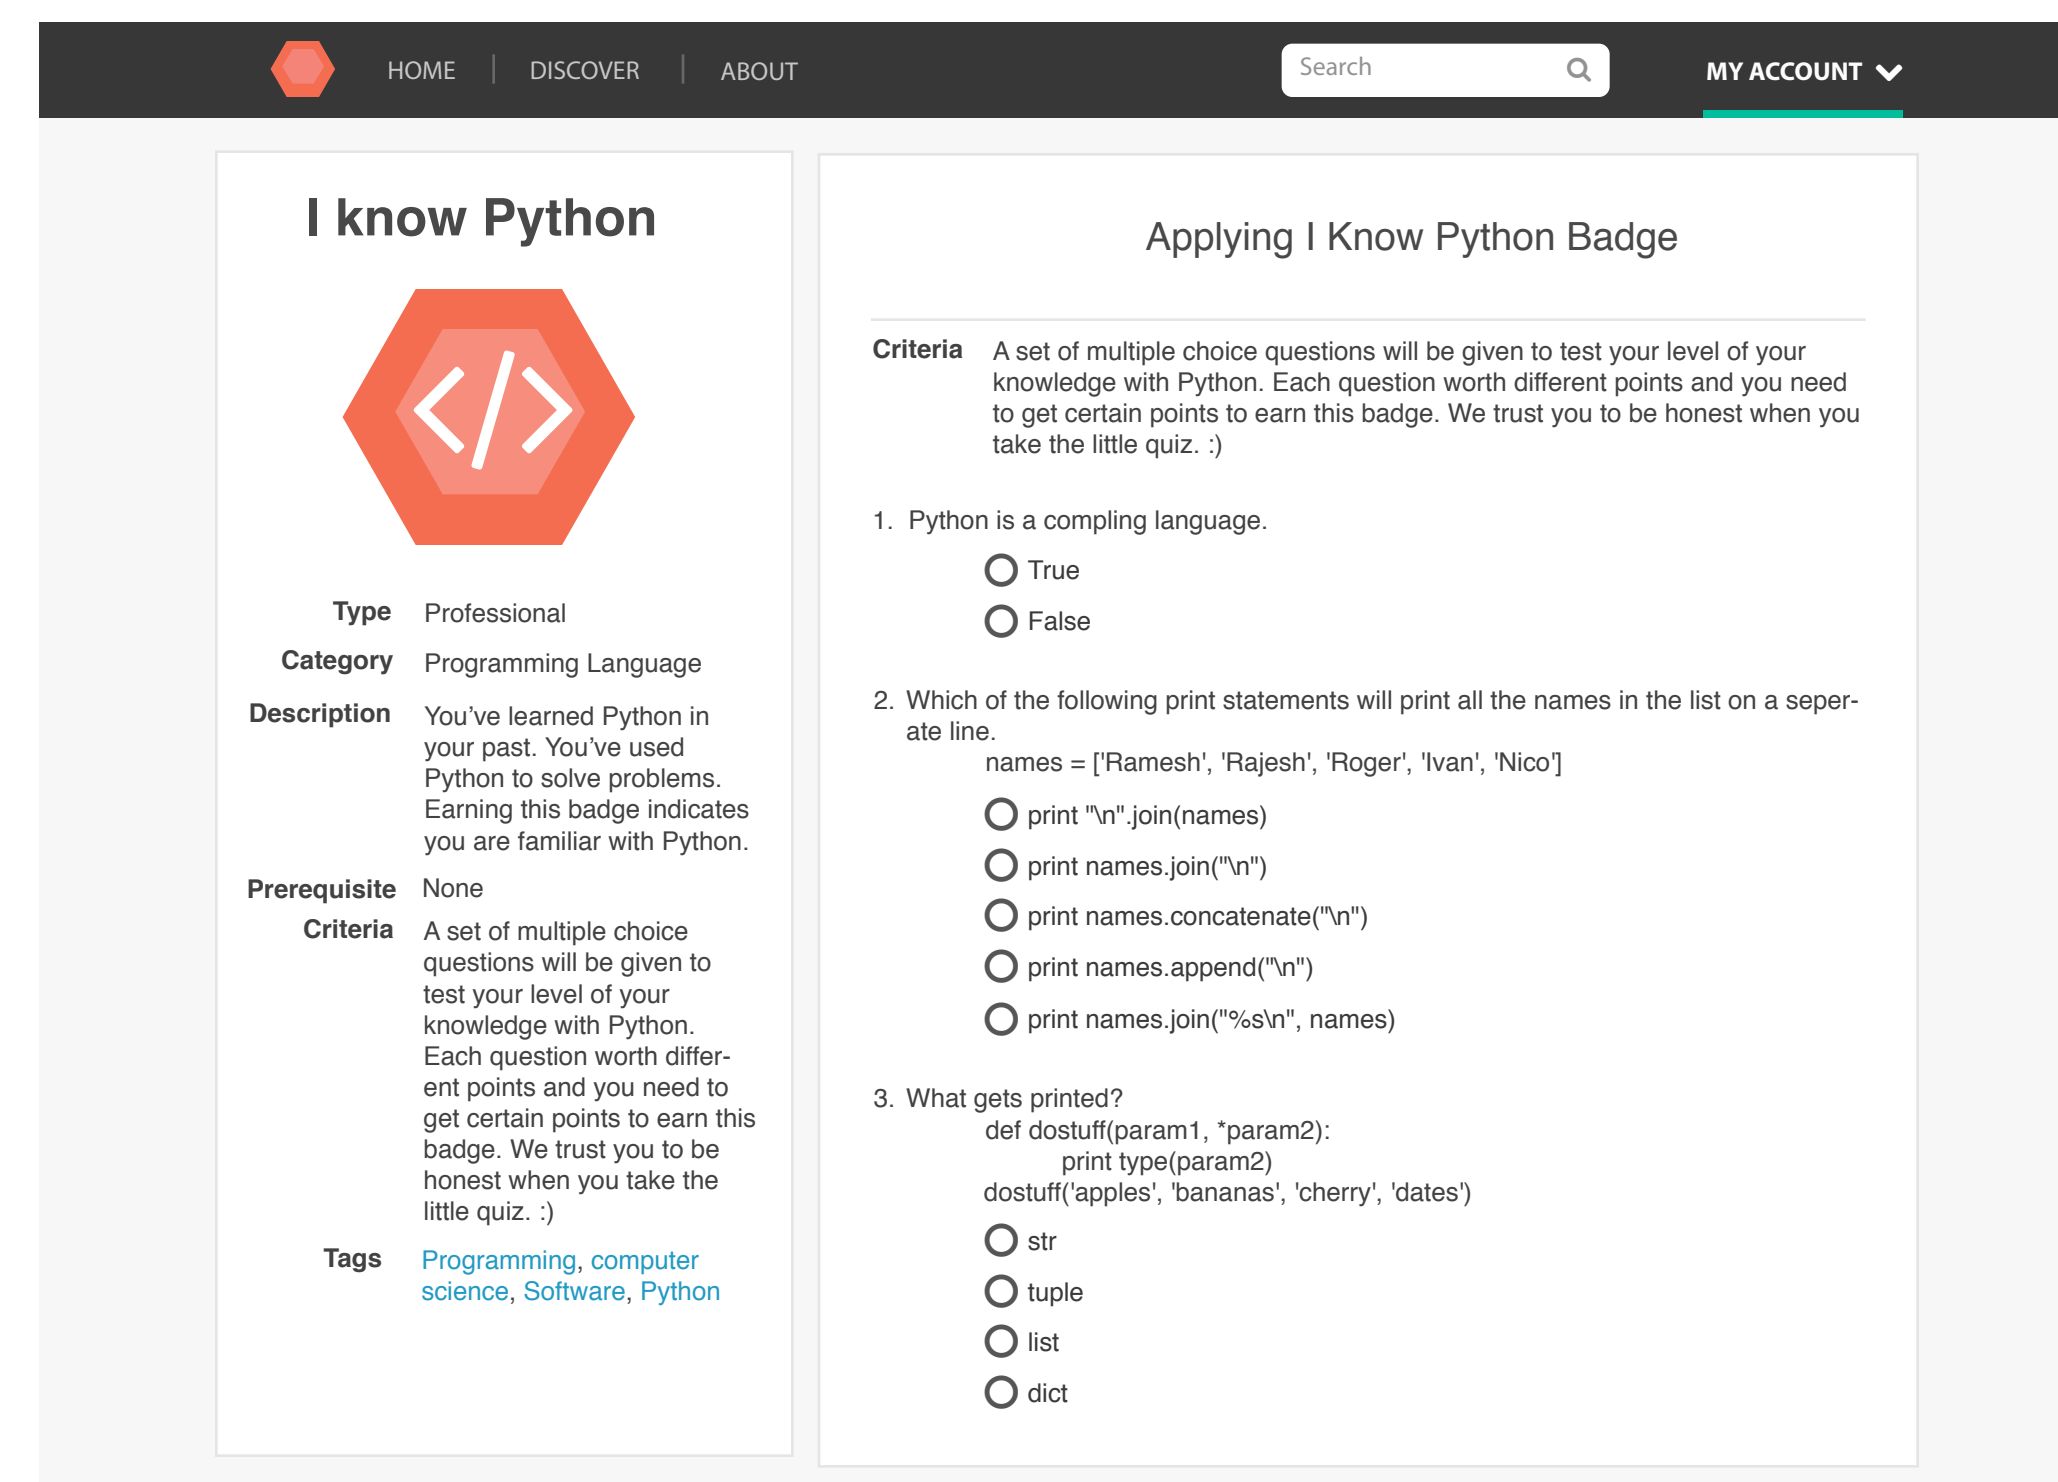 HOME | DISCOVER | ABOUT
Search
MY ACCOUNT
I know Python
Type Professional
Category Programming Language
Description You've learned Python in
your past. You've used
Python to solve problems.
Earning this badge indicates
you are familiar with Python.
Prerequisite None
Criteria A set of multiple choice
questions will be given to
test your level of your
knowledge with Python.
Each question worth differ-
ent points and you need to
get certain points to earn this
badge. We trust you to be
honest when you take the
little quiz. :)
Tags Programming, computer
science, Software, Python
Applying I Know Python Badge
Criteria A set of multiple choice questions will be given to test your level of your
knowledge with Python. Each question worth different points and you need
to get certain points to earn this badge. We trust you to be honest when you
take the little quiz. :)
1. Python is a compling language.
True
False
2. Which of the following print statements will print all the names in the list on a seper-
ate line.
names = ['Ramesh', 'Rajesh', 'Roger', 'Ivan', 'Nico']
print "\n".join(names)
print names.join("\n")
print names.concatenate("\n")
print names.append("\n")
print names.join("%s\n", names)
3. What gets printed?
def dostuff(param1, *param2):
print type(param2)
dostuff('apples', 'bananas', 'cherry', 'dates')
str
tuple
list
dict